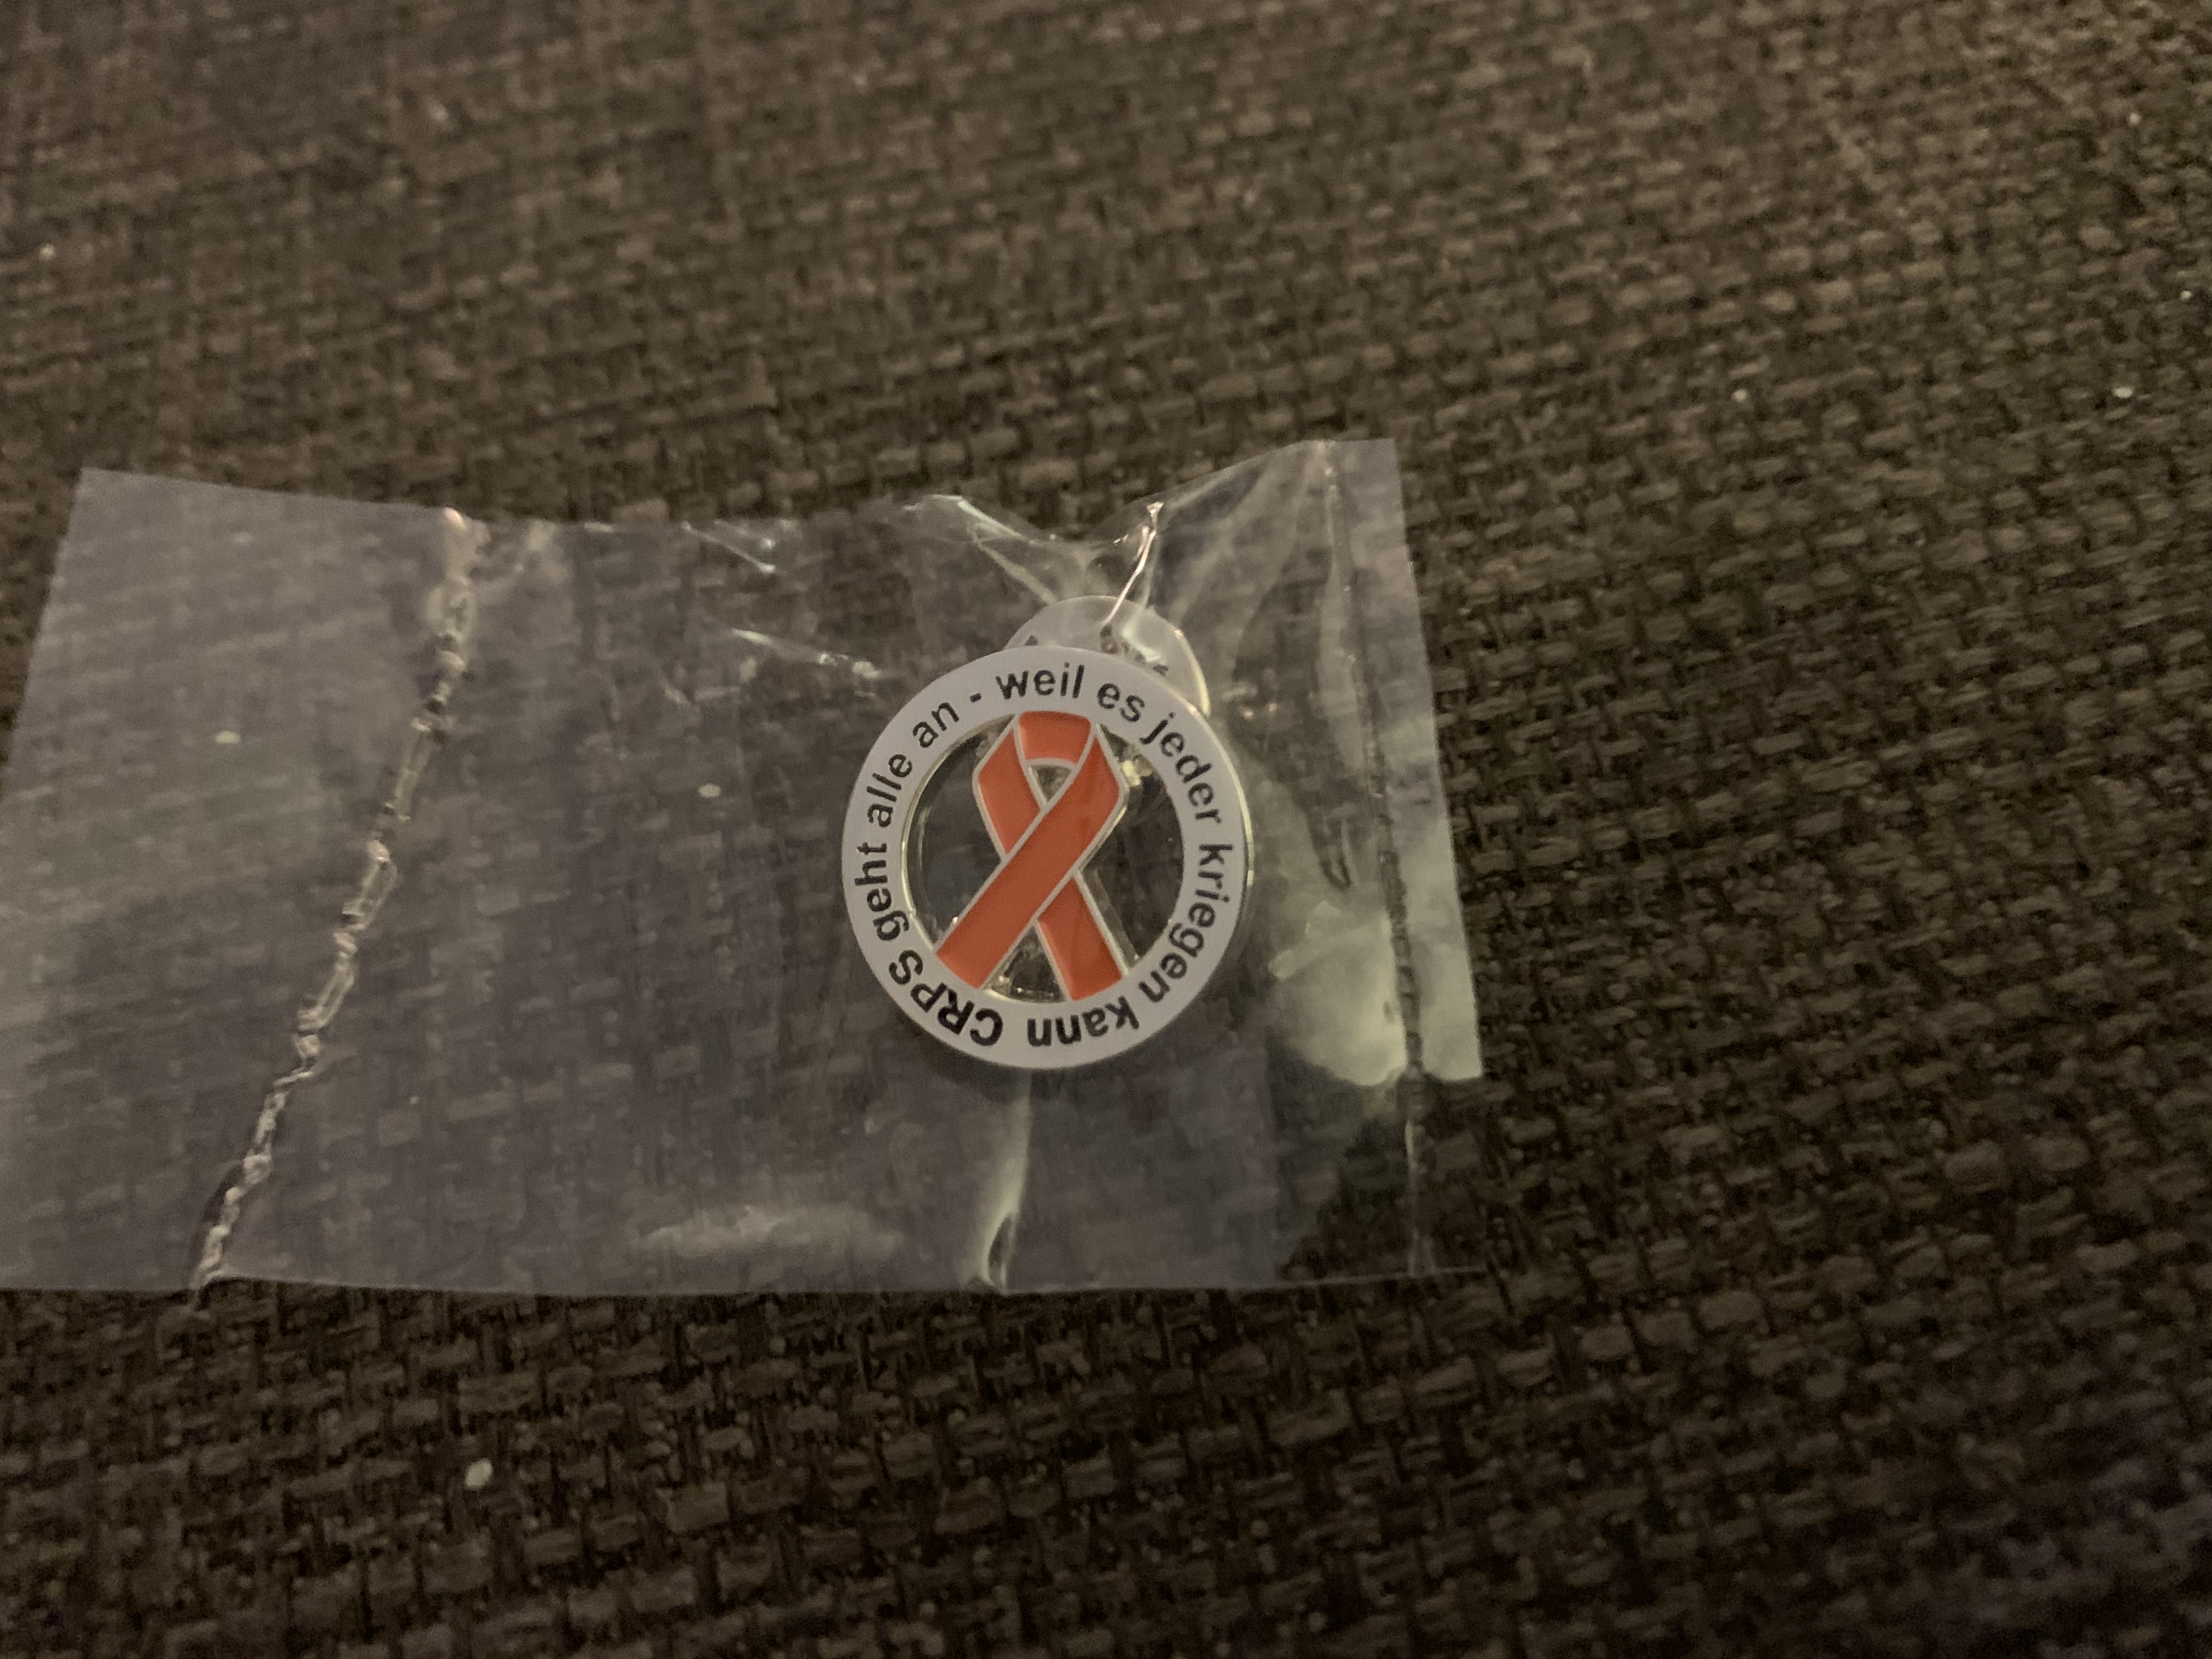 CRPS geht alle an - weil es jeder kriegen kann